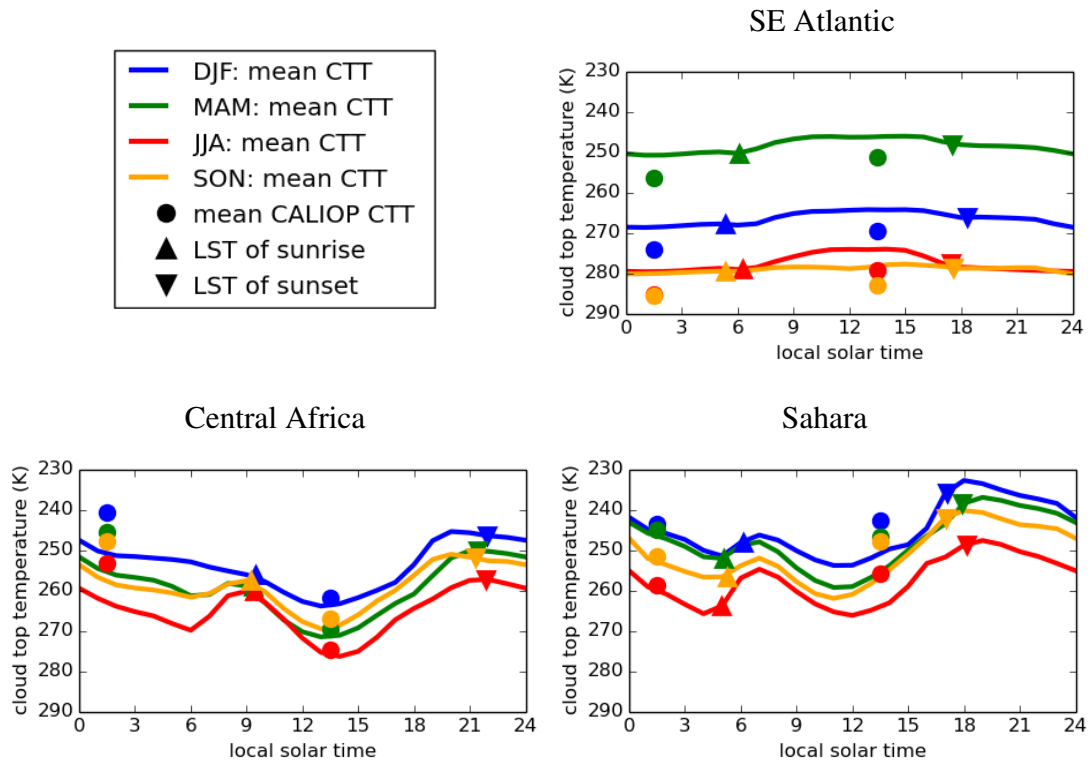 DJF: mean CTT
MAM: mean CTT
JJA: mean CTT
SON: mean CTT
mean CALIOP CTT
LST of sunrise
LST of sunset
SE Atlantic
cloud top temperature (K)
230
240
250
260
270
280
290
0 3 6 9 12 15 18 21 24
local solar time
Central Africa
cloud top temperature (K)
230
240
250
260
270
280
290
0 3 6 9 12 15 18 21 24
local solar time
Sahara
cloud top temperature (K)
230
240
250
260
270
280
290
0 3 6 9 12 15 18 21 24
local solar time